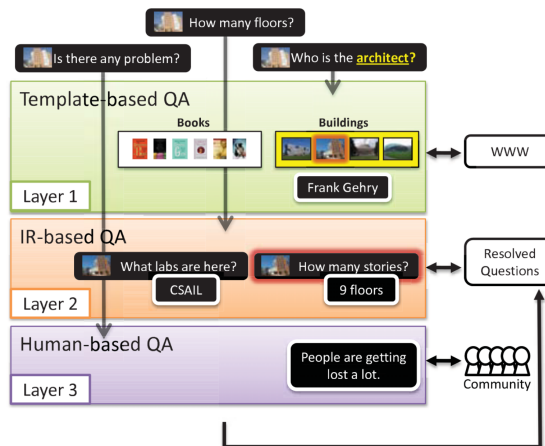 How many floors?
Is there any problem?
Who is the architect?
Template-based QA
Books
Buildings
WWW
Frank Gehry
Layer 1
IR-based QA
What labs are here?
How many stories?
Resolved
Questions
CSAIL
9 floors
Layer 2
Human-based QA
People are getting
lost a lot.
Community
Layer 3